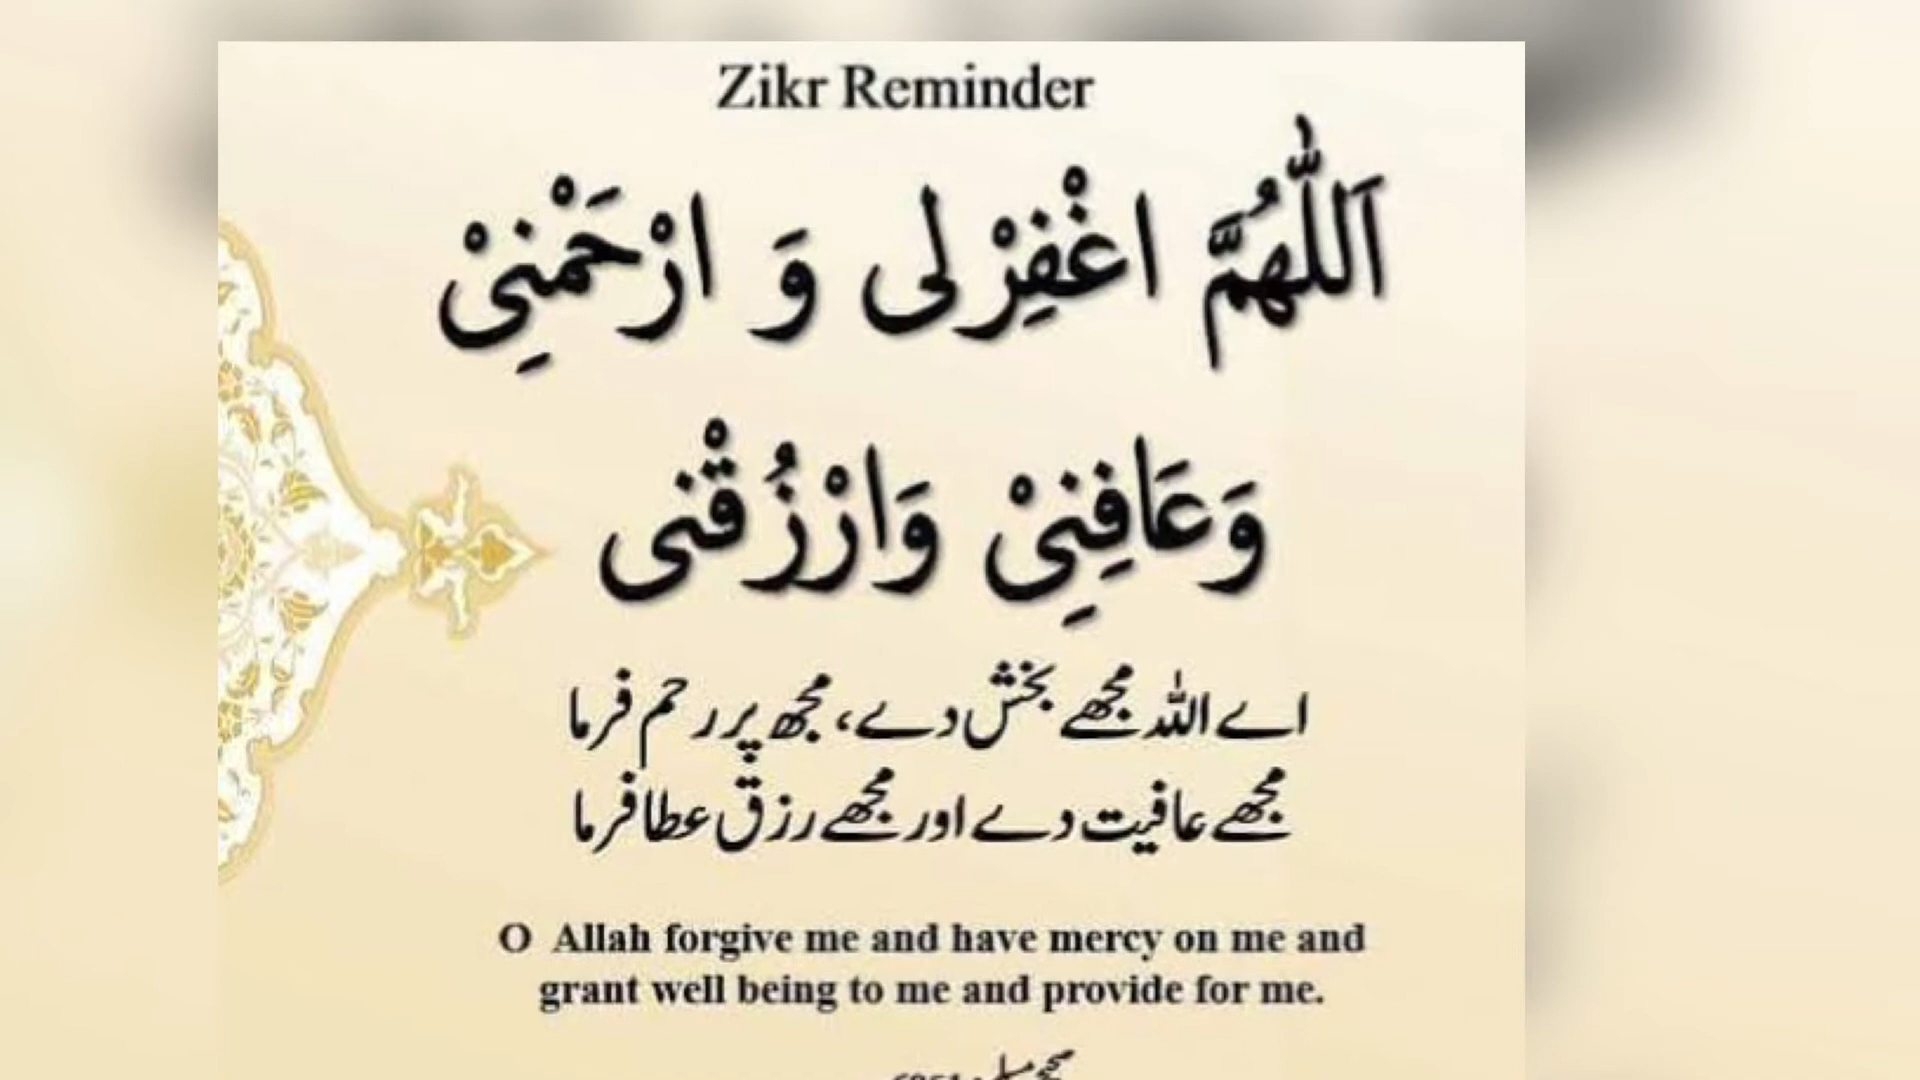 Zikr Reminder
اَللّٰهُمَّ اغْفِرْلی وَ ارْحَمْنِیْ
وَعَافِنِیْ وَارْزُقْنی
اے اللہ مجھے بخش دے، مجھ پر رحم فرما
مجھے عافیت دے اور مجھے رزق عطا فرما
O Allah forgive me and have mercy on me and
grant well being to me and provide for me.